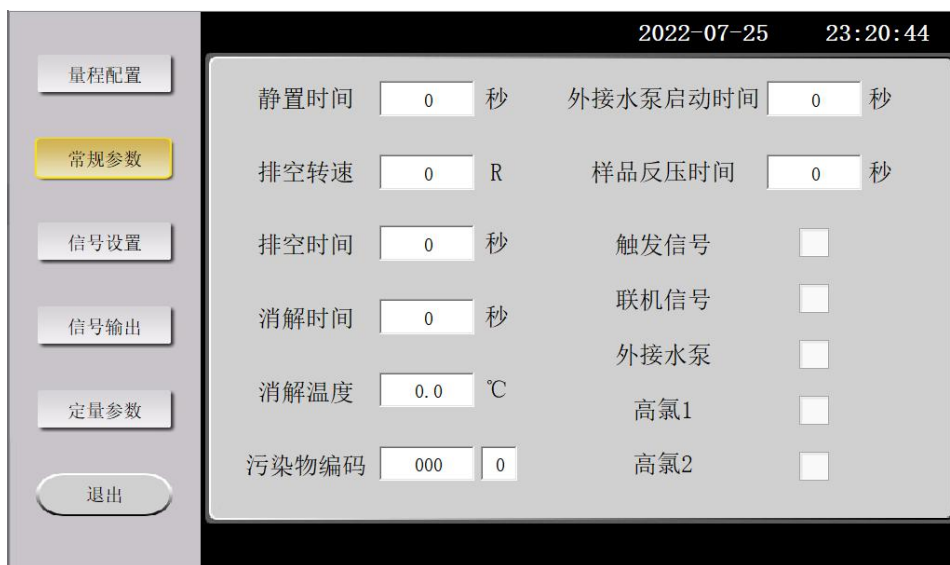 2022-07-25 23:20:44
量程配置
常规参数
信号设置
信号输出
定量参数
退出
静置时间 0 秒
排空转速 0 R
排空时间 0 秒
消解时间 0 秒
消解温度 0.0 ℃
污染物编码 000 0
外接水泵启动时间 0 秒
样品反压时间 0 秒
触发信号
联机信号
外接水泵
高氯1
高氯2